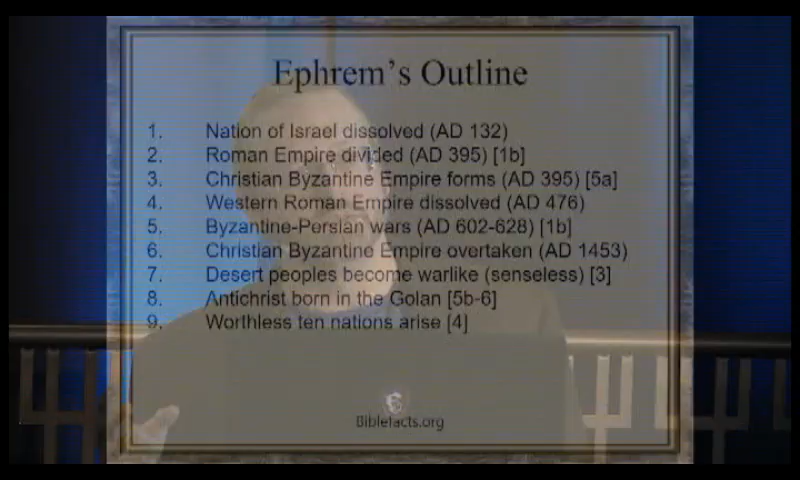 Ephrem's Outline
1. Nation of Israel dissolved (AD 132)
2. Roman Empire divided (AD 395) [1b]
3. Christian Byzantine Empire forms (AD 395) [5a]
4. Western Roman Empire dissolved (AD 476)
5. Byzantine-Persian wars (AD 602-628) [1b]
6. Christian Byzantine Empire overtaken (AD 1453)
7. Desert peoples become warlike (senseless) [3]
8. Antichrist born in the Golan [5b-6]
9. Worthless ten nations arise [4]
Biblefacts.org